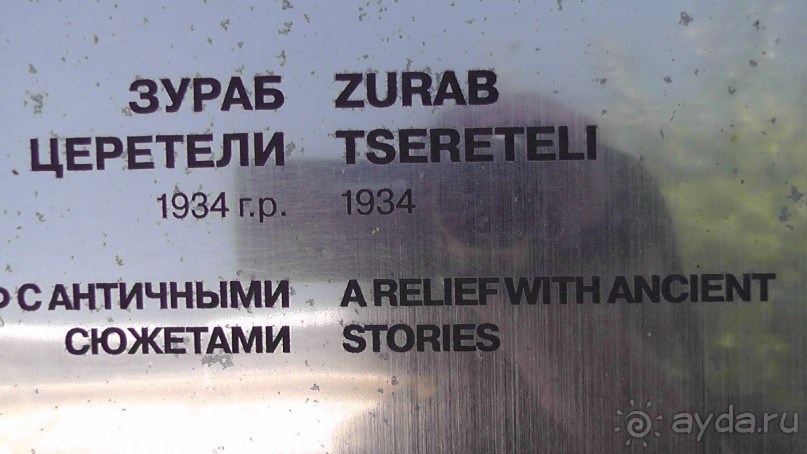 ЗУРАБ
ЦЕРЕТЕЛИ
1934 г.р.
С АНТИЧНЫМИ
СЮЖЕТАМИ
ZURAB
TSERETELI
1934
A RELIEF WITH ANCIENT
STORIES
ayda.ru